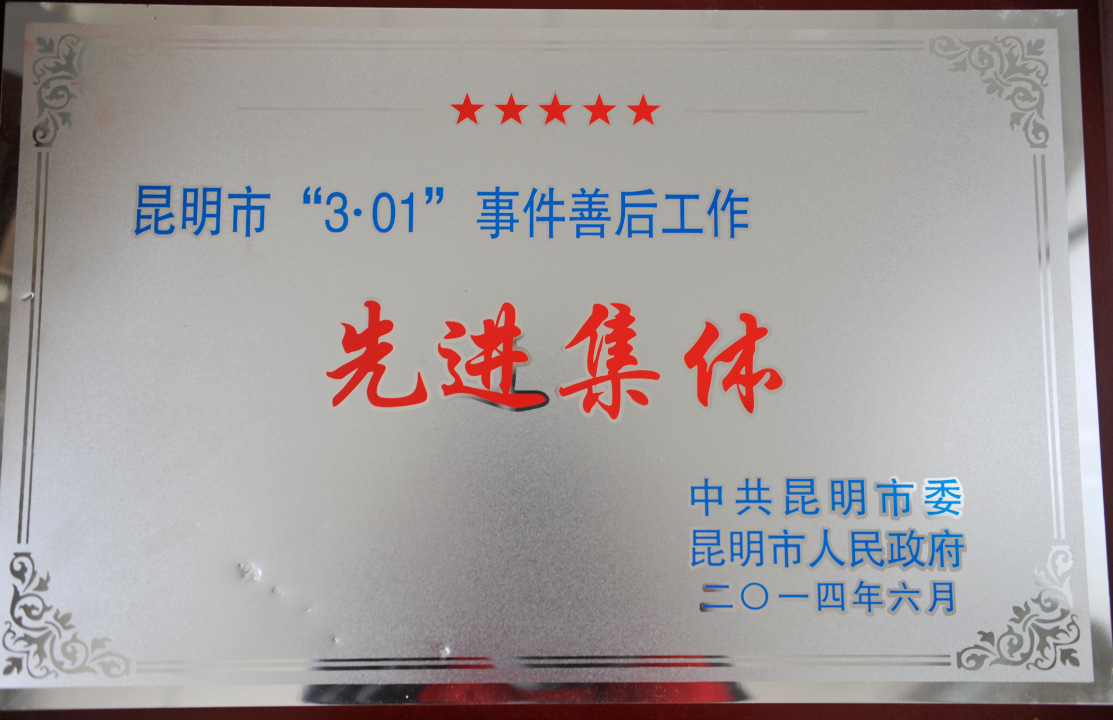 昆明市“3·01”事件善后工作
先进集体
中共昆明市委
昆明市人民政府
二〇一四年六月